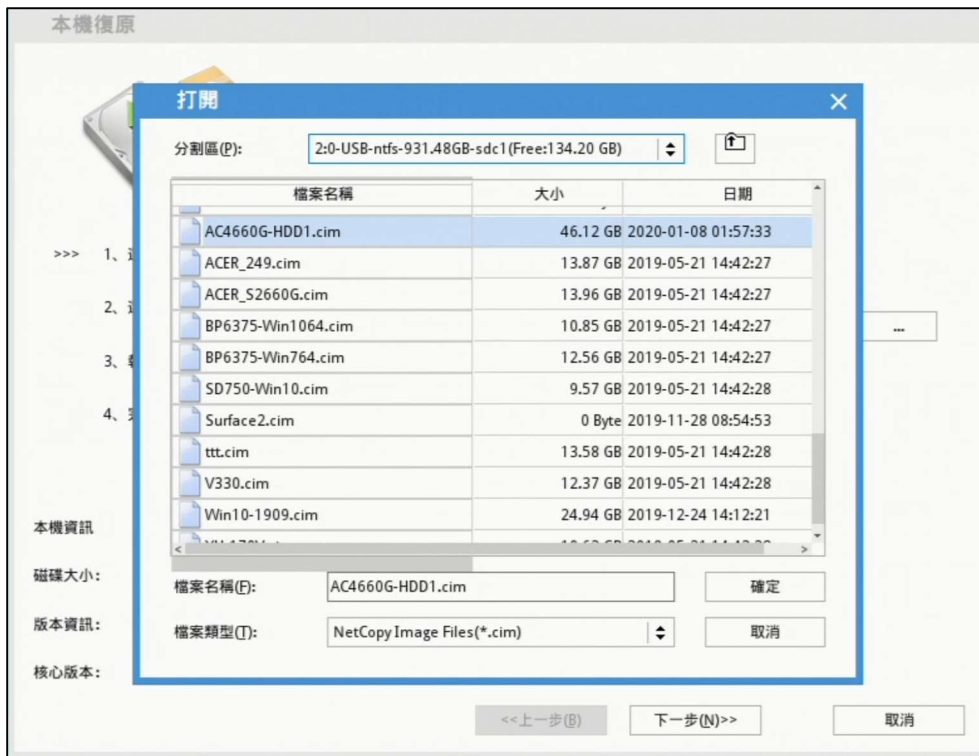 本機復原
打開
分割區(P): 2:0-USB-ntfs-931.48GB-sdc1(Free:134.20 GB)
檔案名稱 大小 日期
AC4660G-HDD1.cim 46.12 GB 2020-01-08 01:57:33
>>> 1、
ACER_249.cim 13.87 GB 2019-05-21 14:42:27
ACER_S2660G.cim 13.96 GB 2019-05-21 14:42:27
2、
BP6375-Win1064.cim 10.85 GB 2019-05-21 14:42:27
...
BP6375-Win764.cim 12.56 GB 2019-05-21 14:42:27
3、
SD750-Win10.cim 9.57 GB 2019-05-21 14:42:28
Surface2.cim 0 Byte 2019-11-28 08:54:53
4、
ttt.cim 13.58 GB 2019-05-21 14:42:28
V330.cim 12.37 GB 2019-05-21 14:42:28
Win10-1909.cim 24.94 GB 2019-12-24 14:12:21
本機資訊
磁碟大小:
檔案名稱(F): AC4660G-HDD1.cim 確定
版本資訊:
檔案類型(T): NetCopy Image Files(*.cim) 取消
核心版本:
<<上一步(B) 下一步(N)>> 取消